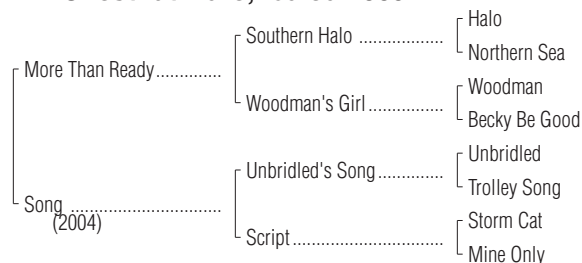 Halo
Southern Halo
Northern Sea
More Than Ready
Woodman
Woodman's Girl
Becky Be Good
Unbridled
Unbridled's Song
Trolley Song
Song
(2004)
Storm Cat
Script
Mine Only